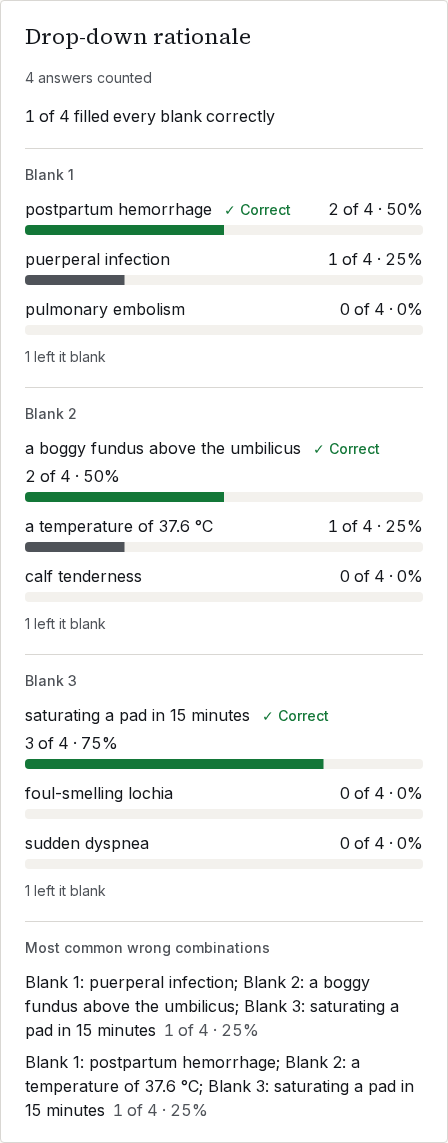 Drop-down rationale
4 answers counted
1 of 4 filled every blank correctly
Blank 1
postpartum hemorrhage ✓ Correct 2 of 4 · 50%
puerperal infection 1 of 4 · 25%
pulmonary embolism 0 of 4 · 0%
1 left it blank
Blank 2
a boggy fundus above the umbilicus ✓ Correct
2 of 4 · 50%
a temperature of 37.6 °C 1 of 4 · 25%
calf tenderness 0 of 4 · 0%
1 left it blank
Blank 3
saturating a pad in 15 minutes ✓ Correct
3 of 4 · 75%
foul-smelling lochia 0 of 4 · 0%
sudden dyspnea 0 of 4 · 0%
1 left it blank
Most common wrong combinations
Blank 1: puerperal infection; Blank 2: a boggy
fundus above the umbilicus; Blank 3: saturating a
pad in 15 minutes 1 of 4 · 25%
Blank 1: postpartum hemorrhage; Blank 2: a
temperature of 37.6 °C; Blank 3: saturating a pad in
15 minutes 1 of 4 · 25%